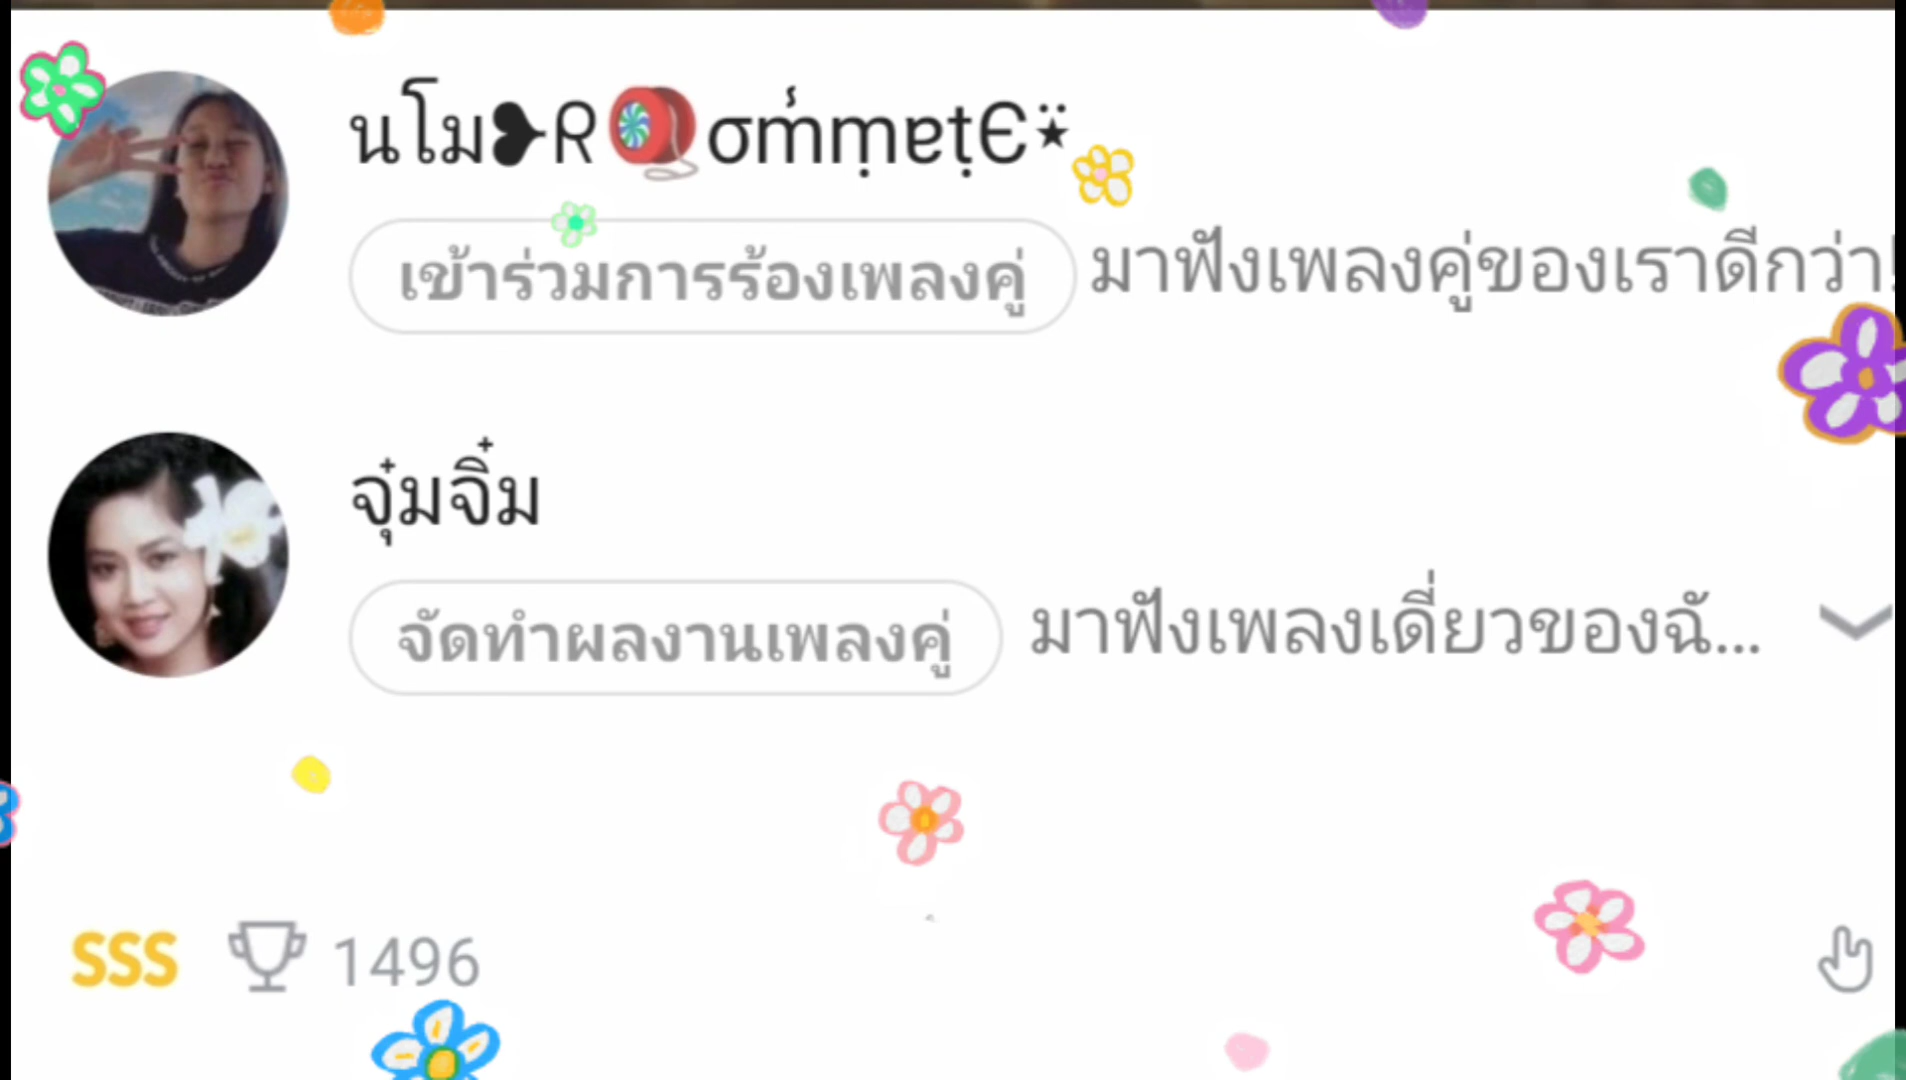 นโม❥ᖇ🪀σm̾ṃɐṭЄ⍣
เข้าร่วมการร้องเพลงคู่ มาฟังเพลงคู่ของเราดีกว่า!
จุ๋มจิ๋ม
จัดทำผลงานเพลงคู่ มาฟังเพลงเดี่ยวของฉั...
SSS 1496